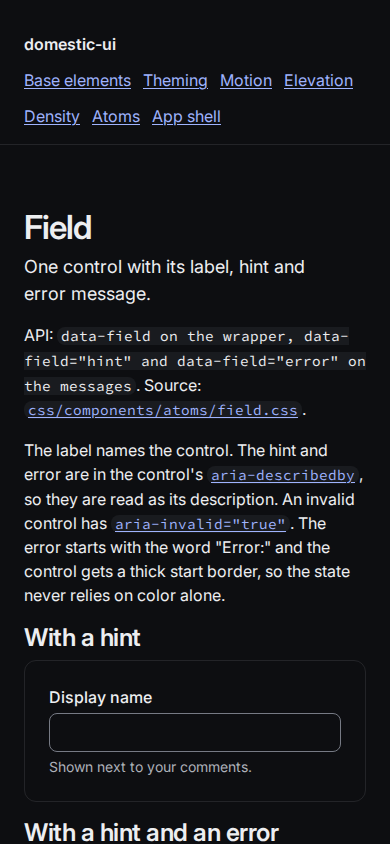 domestic-ui
Base elements Theming Motion Elevation
Density Atoms App shell
Field
One control with its label, hint and
error message.
API: data-field on the wrapper, data-
field="hint" and data-field="error" on
the messages. Source:
css/components/atoms/field.css.
The label names the control. The hint and
error are in the control's aria-describedby,
so they are read as its description. An invalid
control has aria-invalid="true". The
error starts with the word "Error:" and the
control gets a thick start border, so the state
never relies on color alone.
With a hint
Display name
Shown next to your comments.
With a hint and an error